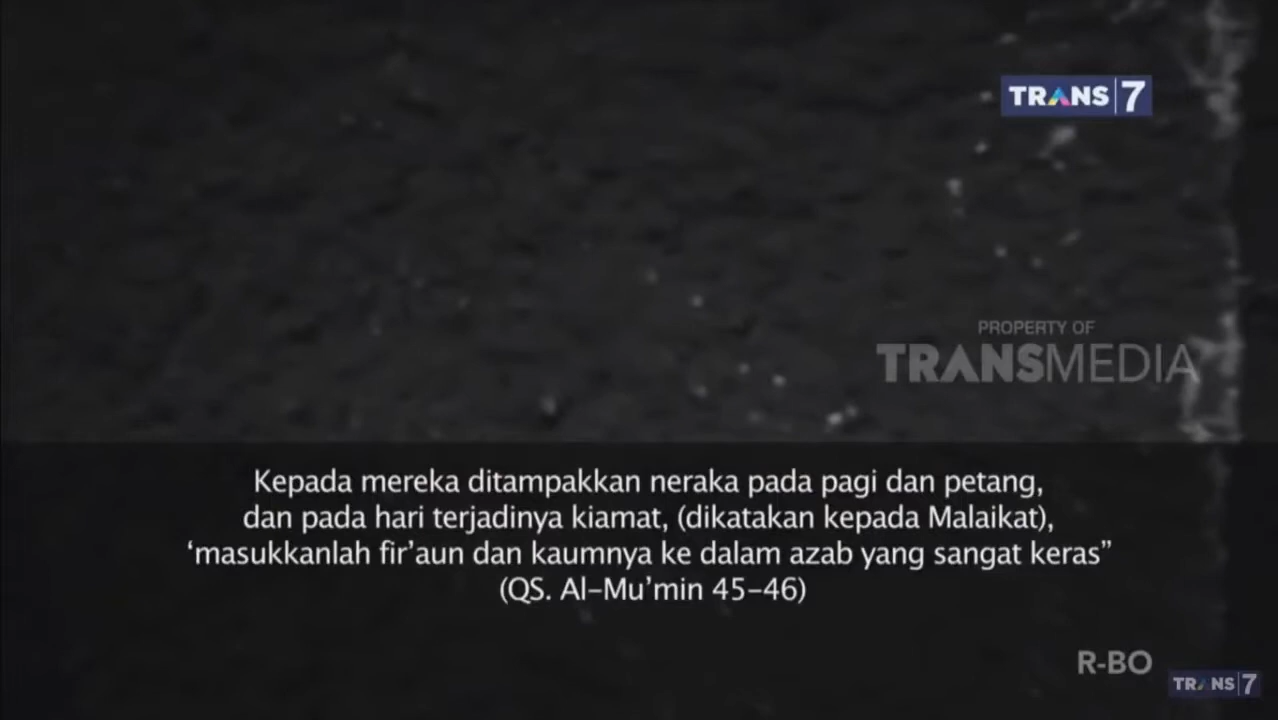 TRANS|7
PROPERTY OF
TRANSMEDIA
Kepada mereka ditampakkan neraka pada pagi dan petang,
dan pada hari terjadinya kiamat, (dikatakan kepada Malaikat),
‘masukkanlah fir’aun dan kaumnya ke dalam azab yang sangat keras”
(QS. Al-Mu’min 45-46)
R-BO
TRANS|7